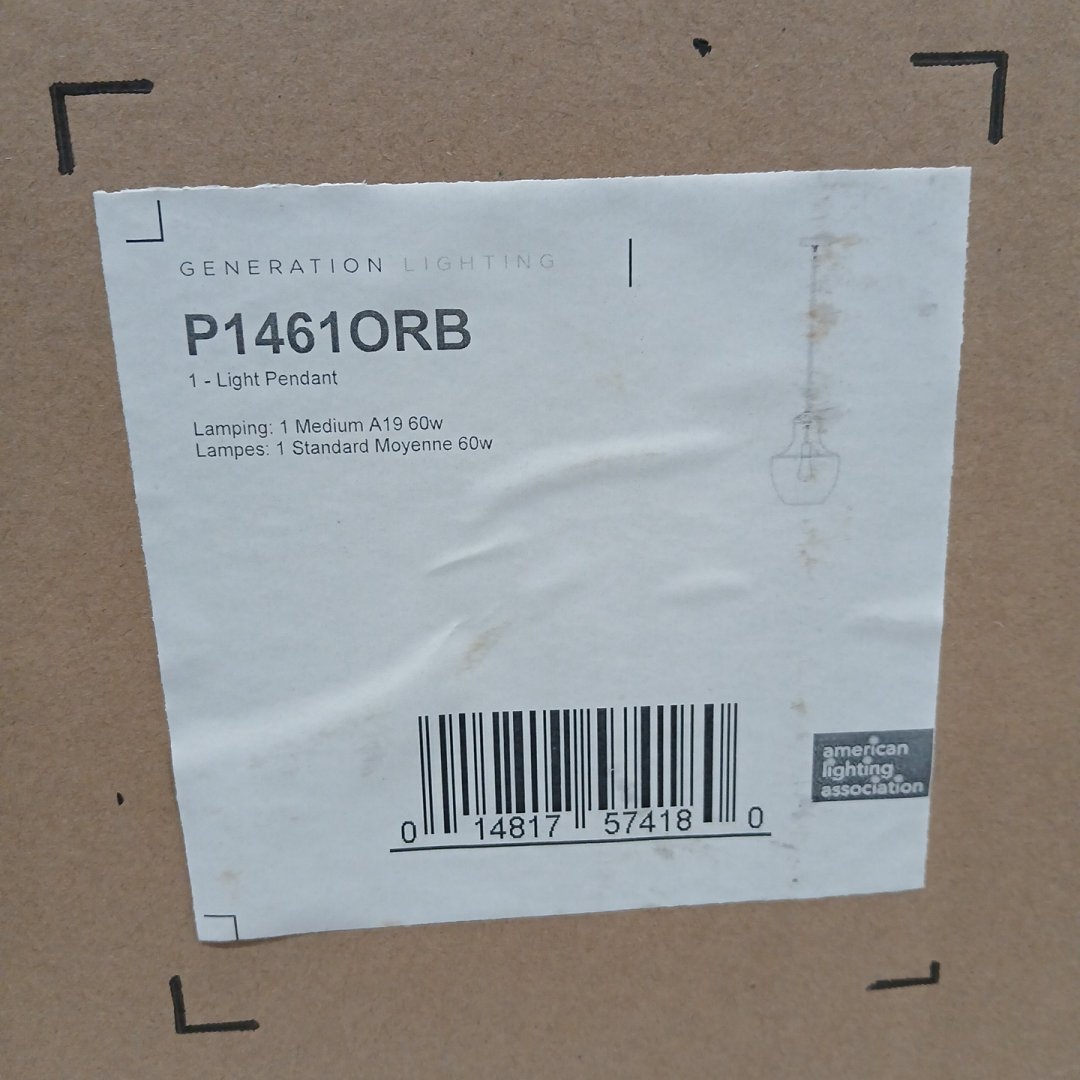 GENERATION LIGHTING
P1461ORB
1 - Light Pendant
Lamping: 1 Medium A19 60w
Lampes: 1 Standard Moyenne 60w
0 14817 57418 0
american
lighting
association